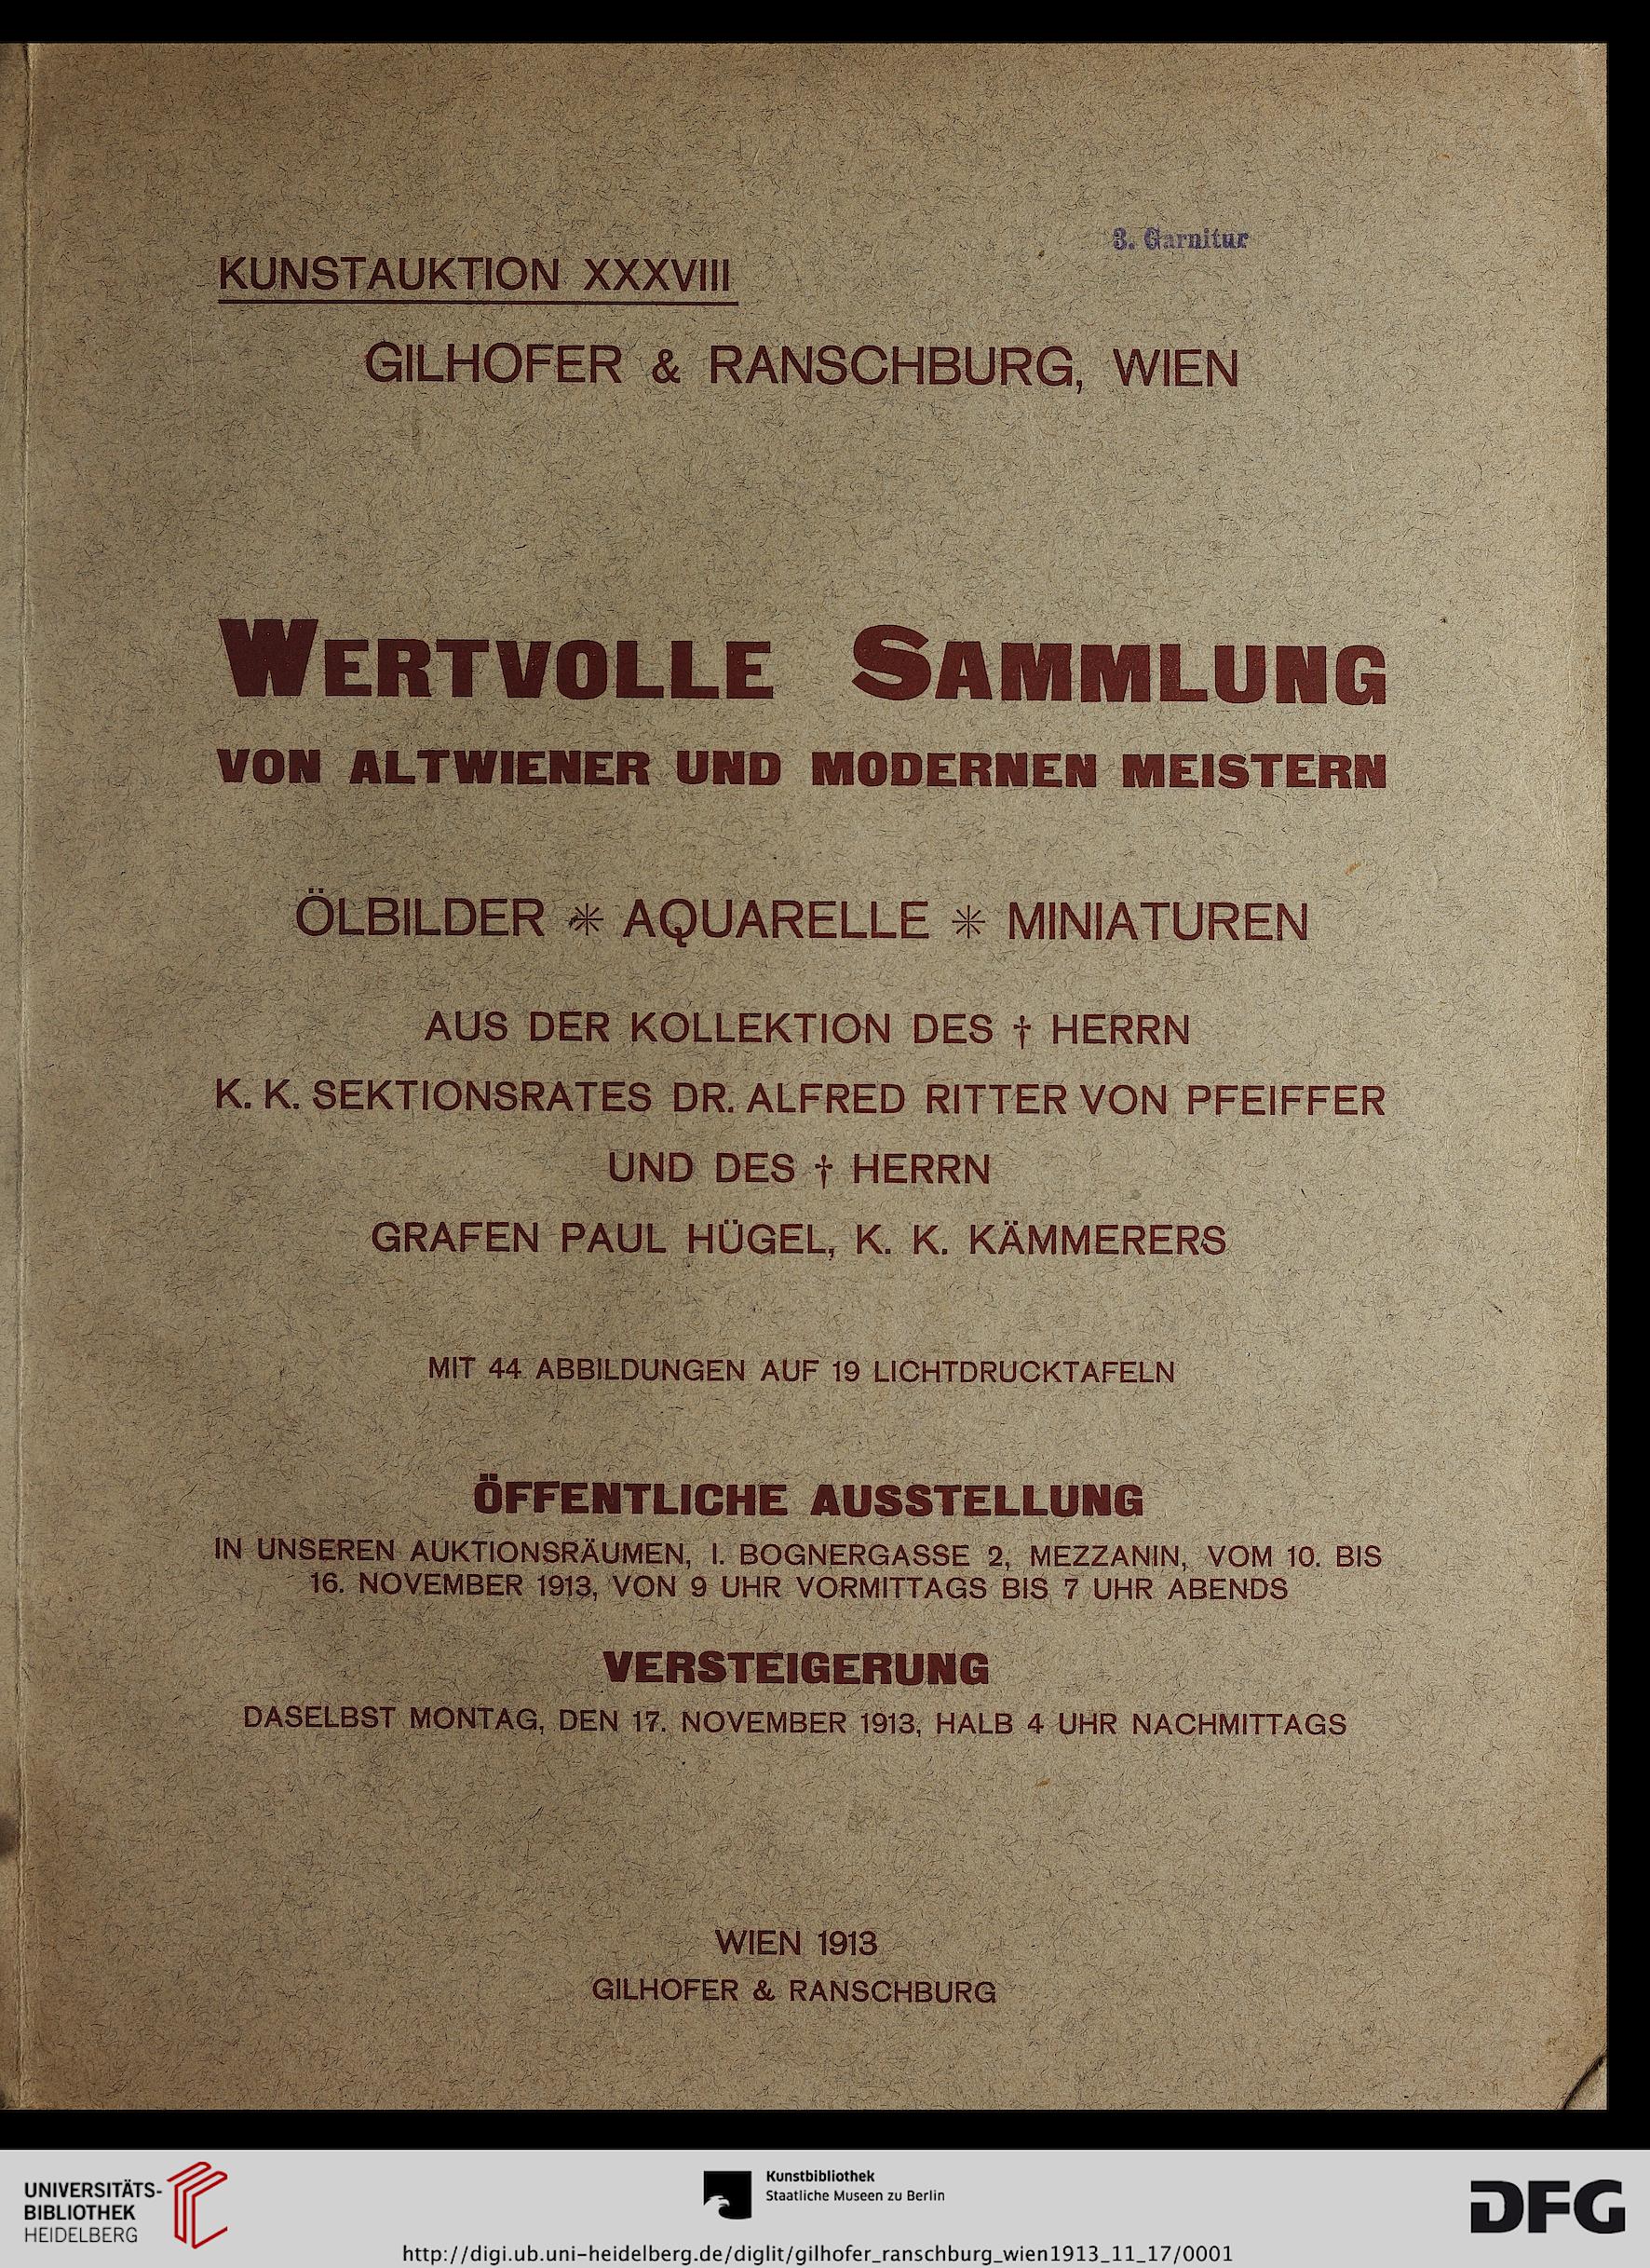 3. Garnitur
KUNSTAUKTION XXXVIII
GILHOFER & RANSCHBURG, WIEN
WERTVOLLE SAMMLUNG
VON ALTWIENER UND MODERNEN MEISTERN
ÖLBILDER ✳ AQUARELLE ✳ MINIATUREN
AUS DER KOLLEKTION DES † HERRN
K. K. SEKTIONSRATES DR. ALFRED RITTER VON PFEIFFER
UND DES † HERRN
GRAFEN PAUL HÜGEL, K. K. KÄMMERERS
MIT 44 ABBILDUNGEN AUF 19 LICHTDRUCKTAFELN
ÖFFENTLICHE AUSSTELLUNG
IN UNSEREN AUKTIONSRÄUMEN, I. BOGNERGASSE 2, MEZZANIN, VOM 10. BIS
16. NOVEMBER 1913, VON 9 UHR VORMITTAGS BIS 7 UHR ABENDS
VERSTEIGERUNG
DASELBST MONTAG, DEN 17. NOVEMBER 1913, HALB 4 UHR NACHMITTAGS
WIEN 1913
GILHOFER & RANSCHBURG
UNIVERSITÄTS-
BIBLIOTHEK
HEIDELBERG
Kunstbibliothek
Staatliche Museen zu Berlin
DFG
http://digi.ub.uni-heidelberg.de/diglit/gilhofer_ranschburg_wien1913_11_17/0001